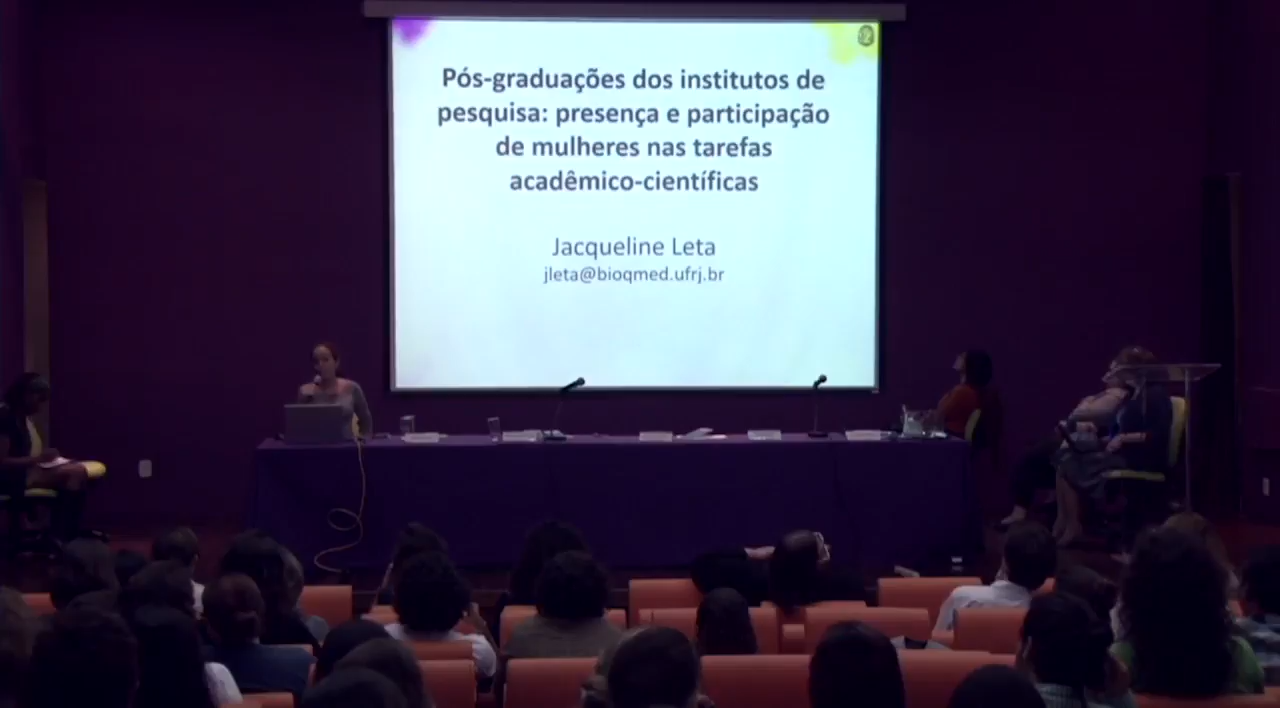 Pós-graduações dos institutos de
pesquisa: presença e participação
de mulheres nas tarefas
acadêmico-científicas
Jacqueline Leta
jleta@bioqmed.ufrj.br